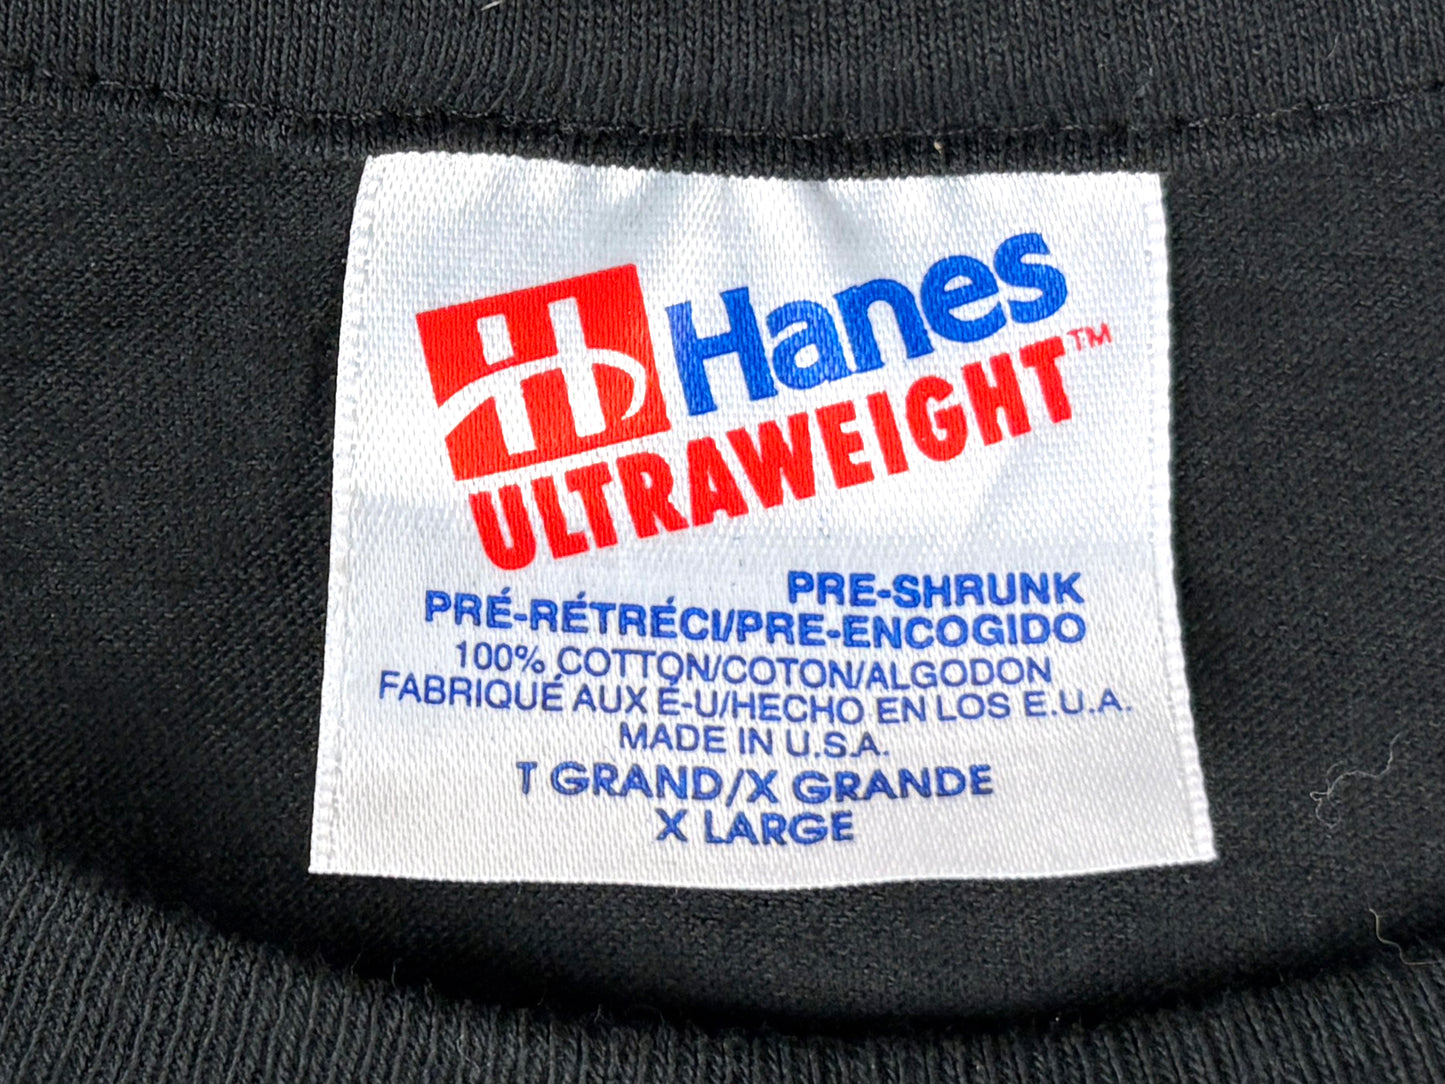 H Hanes
ULTRAWEIGHT™
PRE-SHRUNK
PRÉ-RÉTRÉCI/PRE-ENCOGIDO
100% COTTON/COTON/ALGODON
FABRIQUÉ AUX É-U/HECHO EN LOS E.U.A.
MADE IN U.S.A.
T GRAND/X GRANDE
X LARGE